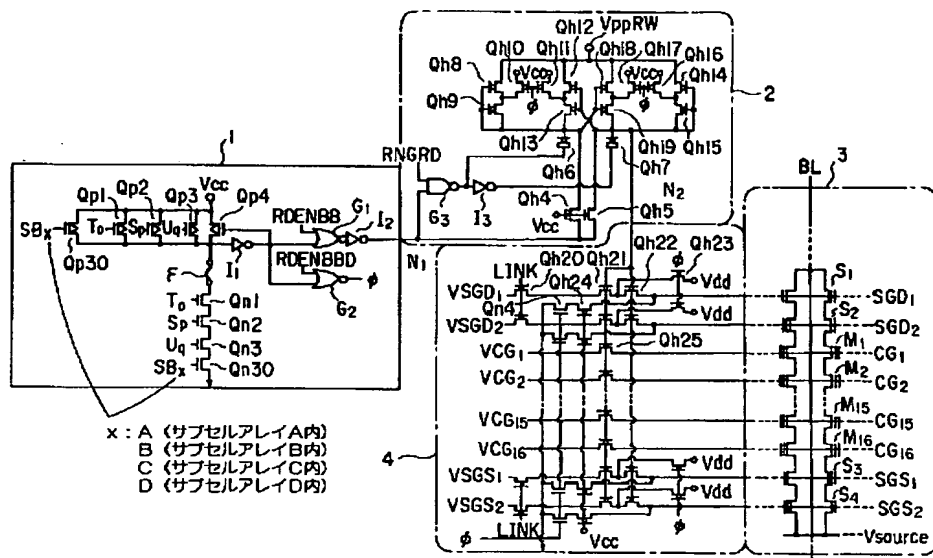 Qh12
VppRW
Qh10
Qh11
Qh18
Qh17
Qh16
Qh8
Vcc
Vcc
Qh14
Qh9
φ
φ
2
Qh13
Qh19
Qh15
1
RNGRD
Qh6
Qh7
BL
3
Qp1
Qp2
Qp3
Vcc
Qp4
G3
I3
Qh4
N2
SBx
To
Sp
Uq
RDENBB
G1
I2
Vcc
Qh5
Qp30
I1
RDENBBD
N1
Qh20
Qh21
Qh22
Qh23
F
φ
LINK
Qh24
φ
S1
G2
VSGD1
Vdd
SGD1
To
Qn1
Qn4
S2
Sp
Qn2
VSGD2
Vdd
SGD2
Uq
Qn3
Qh25
M1
VCG1
CG1
SBx
Qn30
M2
VCG2
CG2
M15
VCG15
CG15
x : A (サブセルアレイA内)
M16
B (サブセルアレイB内)
4
VCG16
CG16
C (サブセルアレイC内)
Vdd
S3
D (サブセルアレイD内)
VSGS1
SGS1
Vdd
S4
VSGS2
SGS2
LINK
φ
Vsource
φ
Vcc